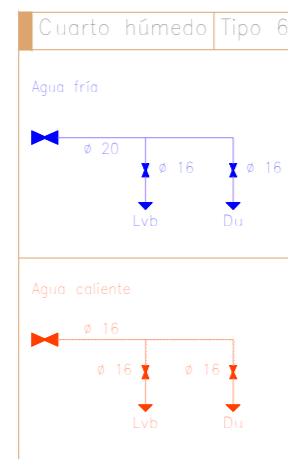 Cuarto húmedo Tipo 6
Agua fría
ø 20
ø 16 ø 16
Lvb Du
Agua caliente
ø 16
ø 16 ø 16
Lvb Du